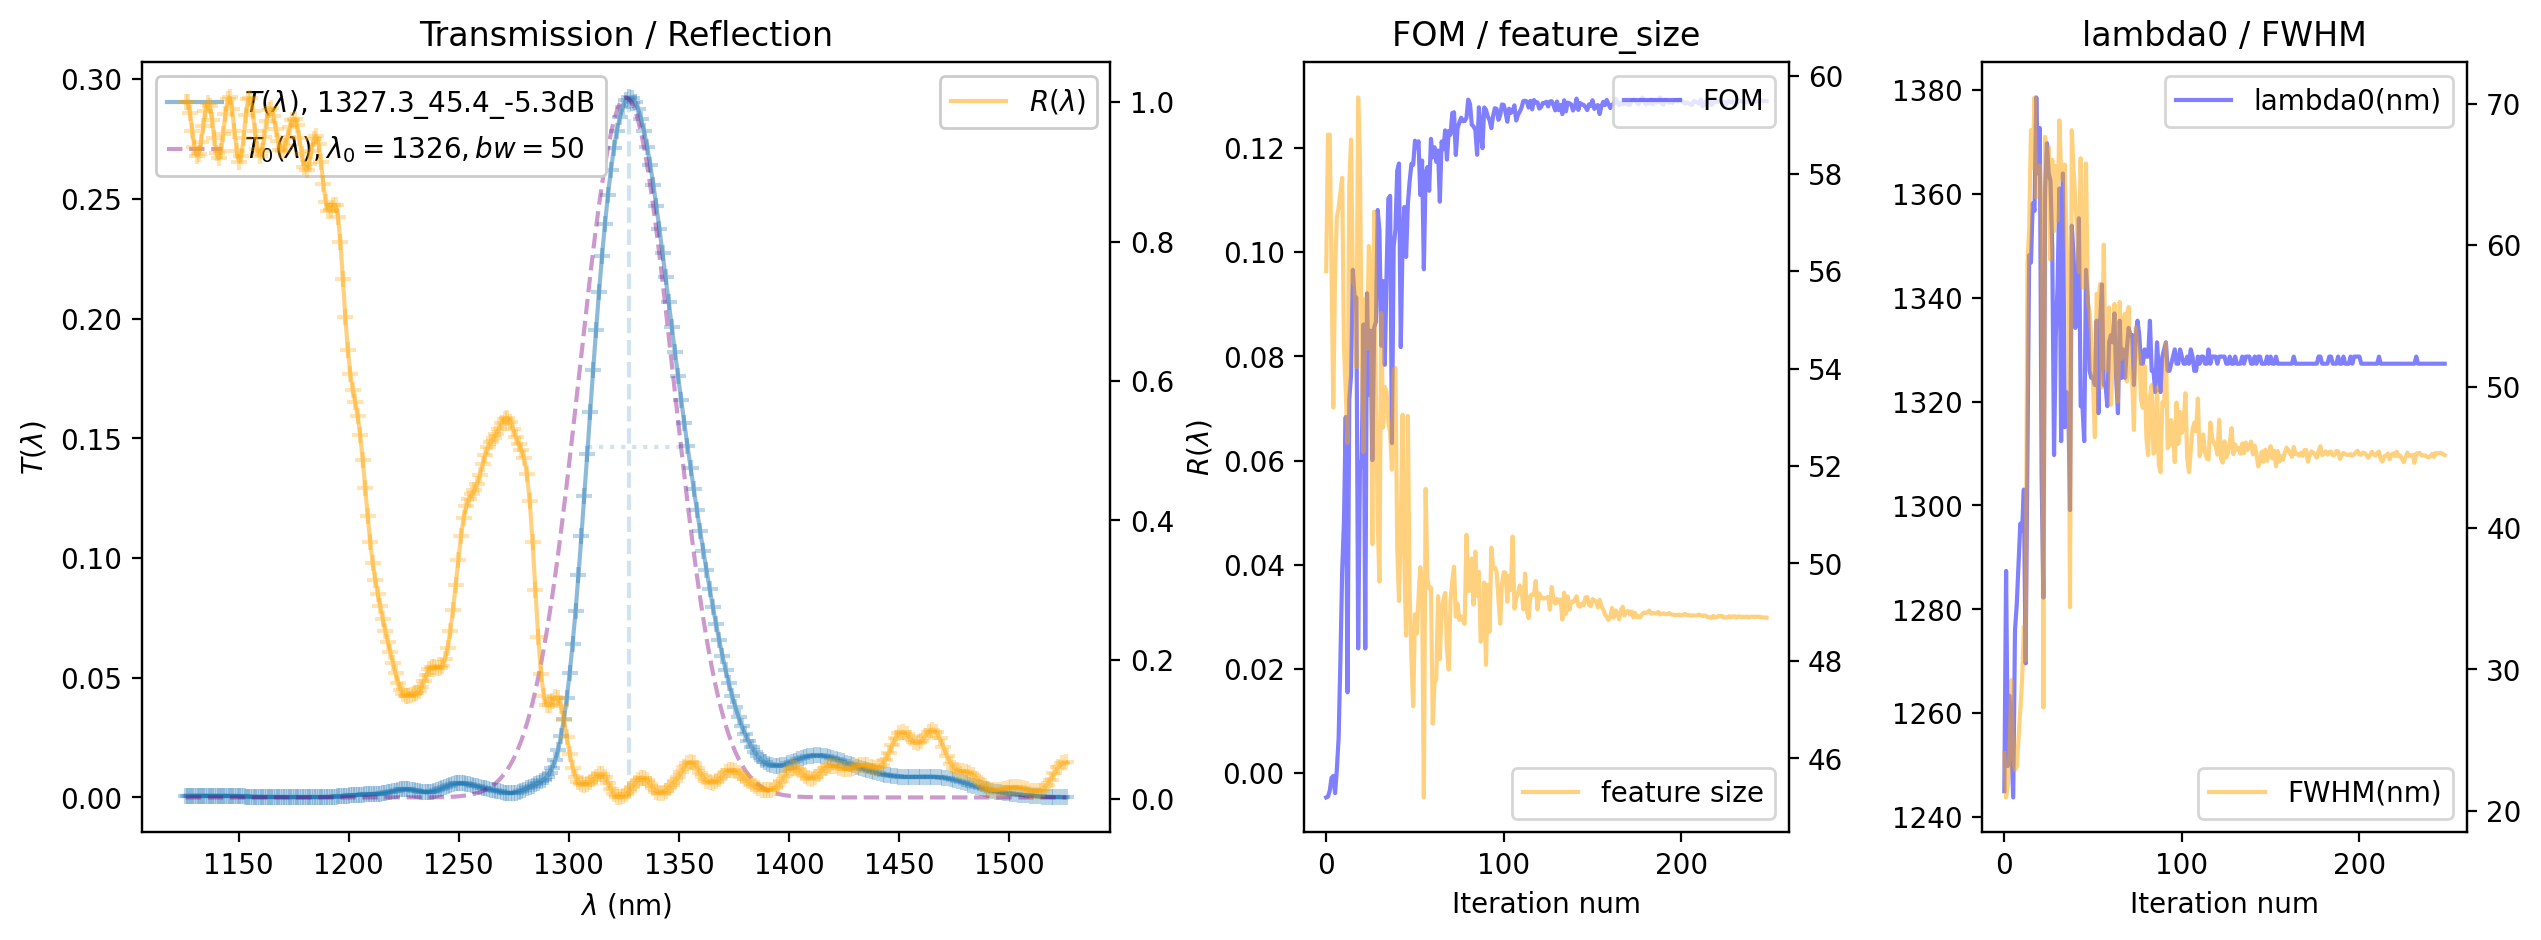 Transmission / Reflection
T(λ), 1327.3_45.4_-5.3dB
T₀(λ), λ₀ = 1326, bw = 50
R(λ)
0.30
0.25
0.20
0.15
0.10
0.05
0.00
T(λ)
1.0
0.8
0.6
0.4
0.2
0.0
R(λ)
1150 1200 1250 1300 1350 1400 1450 1500
λ (nm)
FOM / feature_size
FOM
feature size
0.12
0.10
0.08
0.06
0.04
0.02
0.00
60
58
56
54
52
50
48
46
0 100 200
Iteration num
lambda0 / FWHM
lambda0(nm)
FWHM(nm)
1380
1360
1340
1320
1300
1280
1260
1240
70
60
50
40
30
20
0 100 200
Iteration num